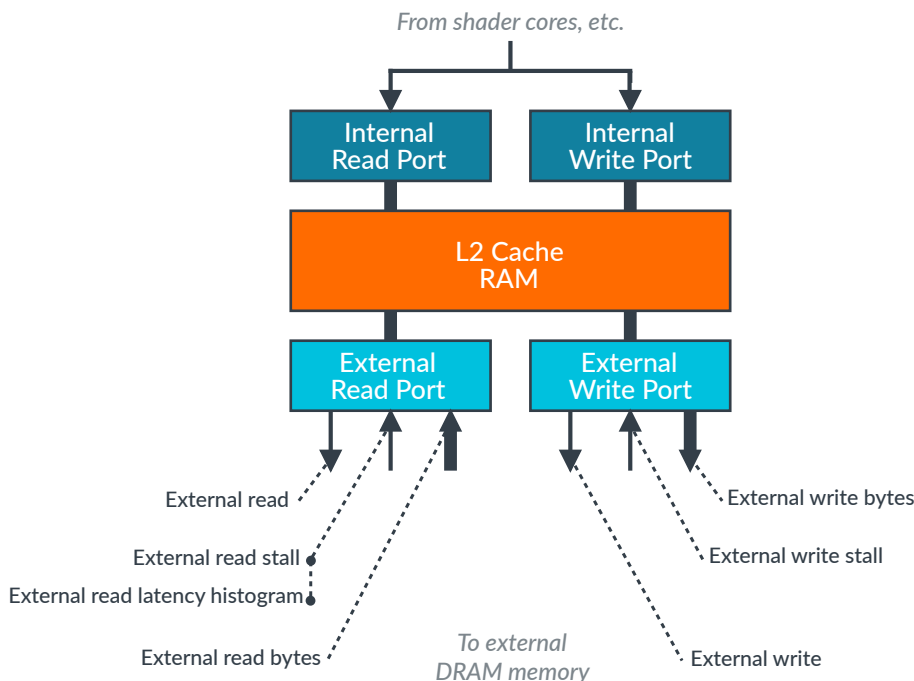 From shader cores, etc.
Internal
Read Port
Internal
Write Port
L2 Cache
RAM
External
Read Port
External
Write Port
External read
External write bytes
External read stall
External write stall
External read latency histogram
External read bytes
External write
To external
DRAM memory